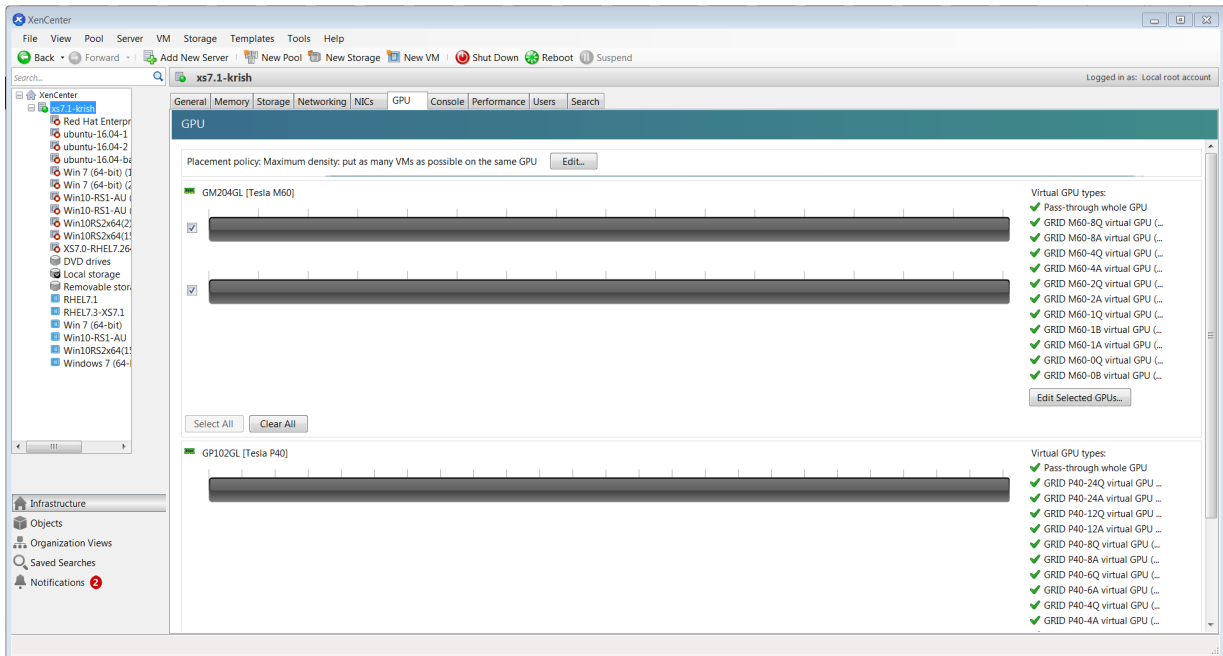 XenCenter
File View Pool Server VM Storage Templates Tools Help
Back Forward Add New Server New Pool New Storage New VM Shut Down Reboot Suspend
Search...
xs7.1-krish
Logged in as: Local root account
XenCenter
xs7.1-krish
Red Hat Enterpr
ubuntu-16.04-1
ubuntu-16.04-2
ubuntu-16.04-ba
Win 7 (64-bit) (1
Win 7 (64-bit) (2
Win10-RS1-AU (
Win10-RS1-AU (
Win10RS2x64(2)
Win10RS2x64(15
XS7.0-RHEL7.264
DVD drives
Local storage
Removable stora
RHEL7.1
RHEL7.3-XS7.1
Win 7 (64-bit)
Win10-RS1-AU
Win10RS2x64(15
Windows 7 (64-b
Infrastructure
Objects
Organization Views
Saved Searches
Notifications 2
General Memory Storage Networking NICs GPU Console Performance Users Search
GPU
Placement policy: Maximum density: put as many VMs as possible on the same GPU Edit...
GM204GL [Tesla M60]
Select All Clear All
Virtual GPU types:
Pass-through whole GPU
GRID M60-8Q virtual GPU (...
GRID M60-8A virtual GPU (...
GRID M60-4Q virtual GPU (...
GRID M60-4A virtual GPU (...
GRID M60-2Q virtual GPU (...
GRID M60-2A virtual GPU (...
GRID M60-1Q virtual GPU (...
GRID M60-1B virtual GPU (...
GRID M60-1A virtual GPU (...
GRID M60-0Q virtual GPU (...
GRID M60-0B virtual GPU (...
Edit Selected GPUs...
GP102GL [Tesla P40]
Virtual GPU types:
Pass-through whole GPU
GRID P40-24Q virtual GPU ...
GRID P40-24A virtual GPU ...
GRID P40-12Q virtual GPU ...
GRID P40-12A virtual GPU ...
GRID P40-8Q virtual GPU (...
GRID P40-8A virtual GPU (...
GRID P40-6Q virtual GPU (...
GRID P40-6A virtual GPU (...
GRID P40-4Q virtual GPU (...
GRID P40-4A virtual GPU (...